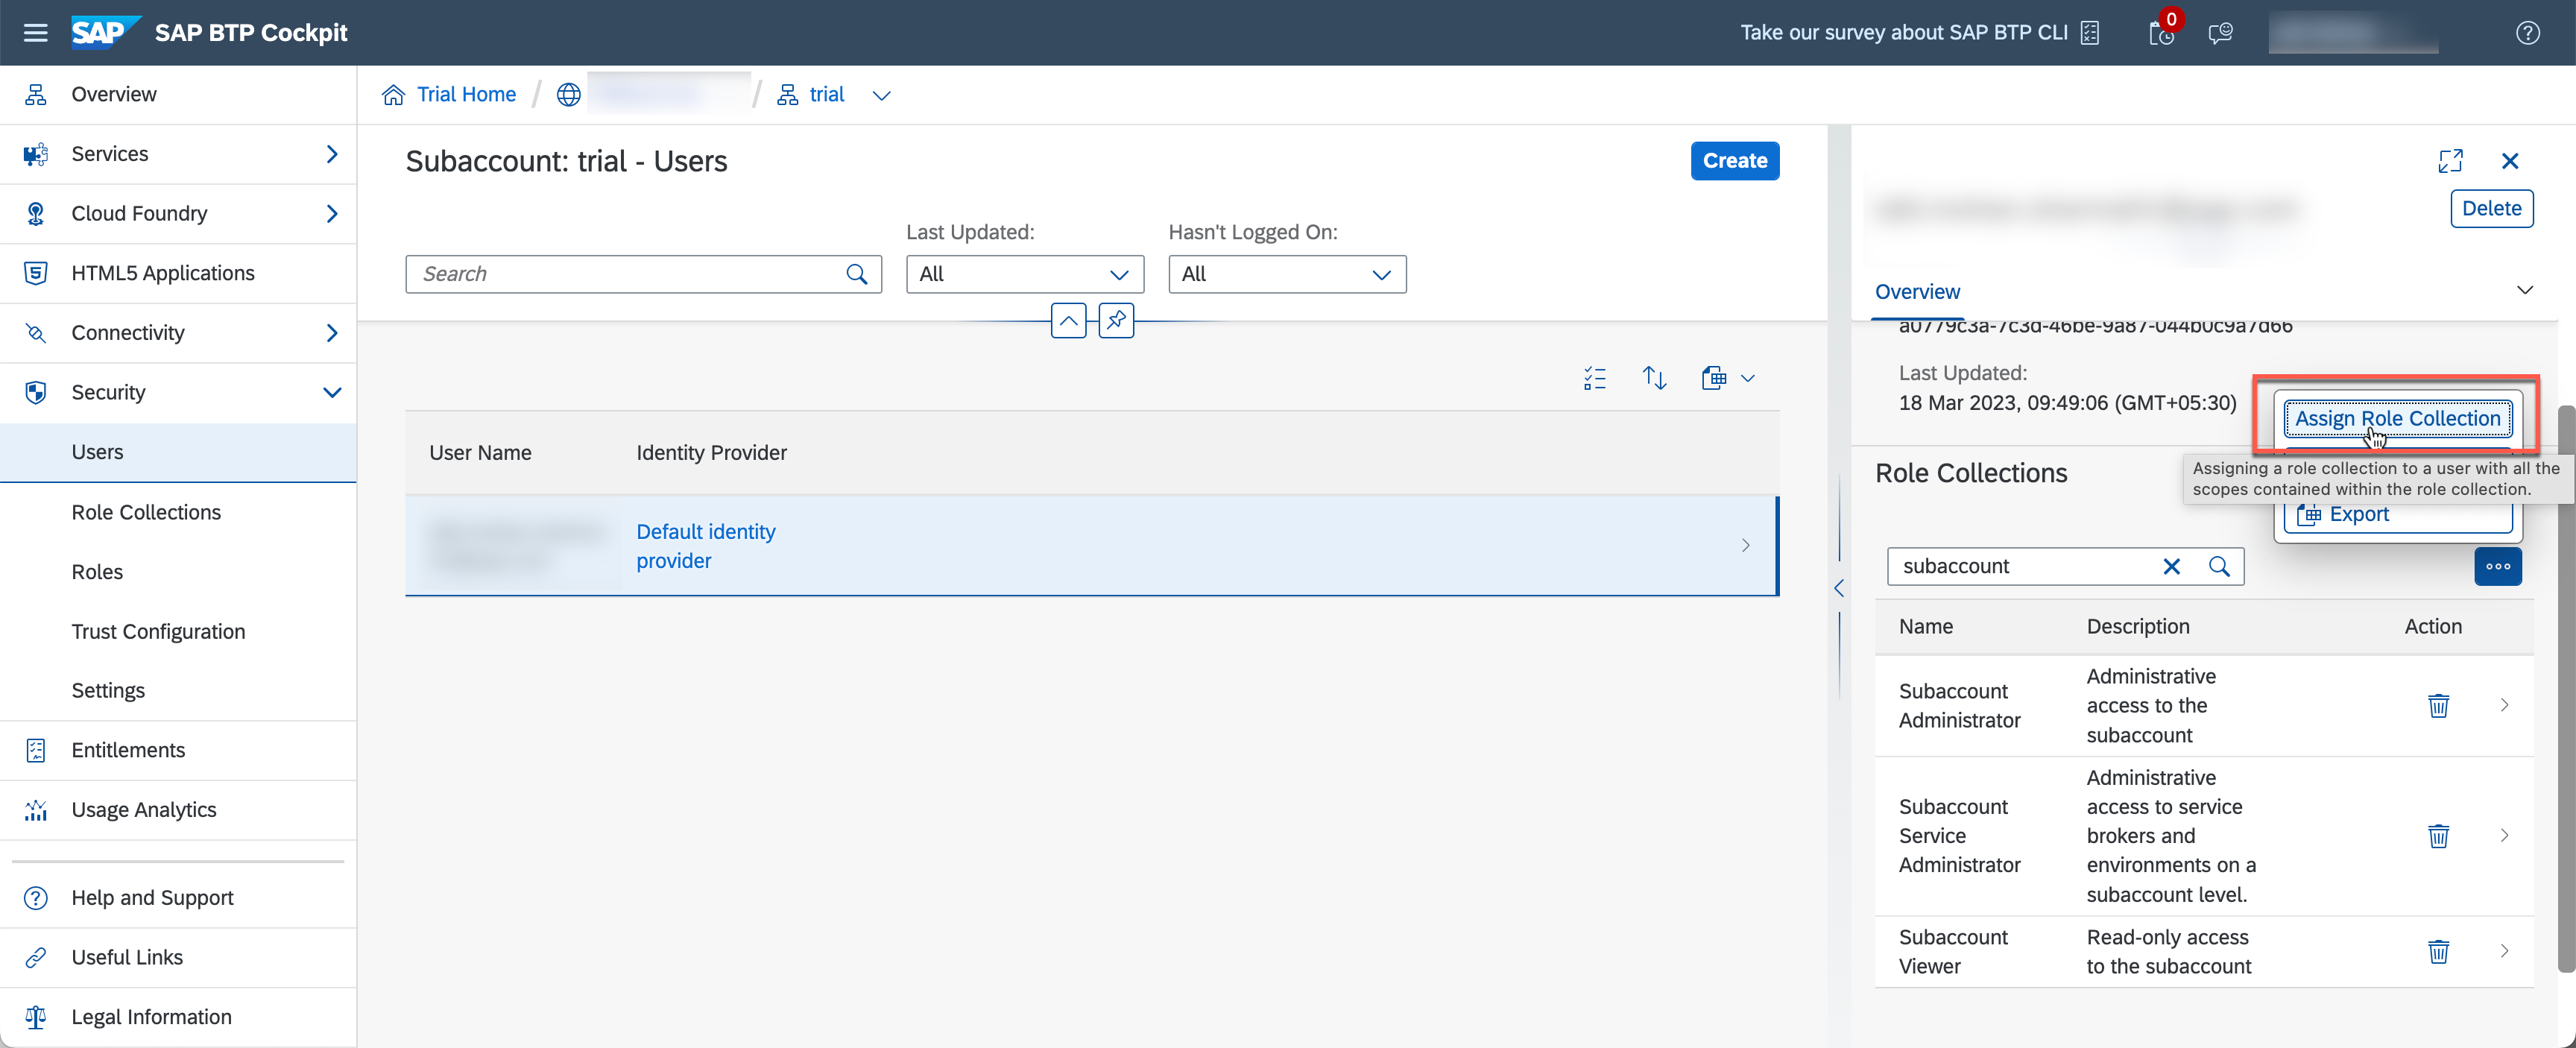 SAP
SAP BTP Cockpit
Take our survey about SAP BTP CLI
0
Overview
Services
Cloud Foundry
HTML5 Applications
Connectivity
Security
Users
Role Collections
Roles
Trust Configuration
Settings
Entitlements
Usage Analytics
Help and Support
Useful Links
Legal Information
Trial Home
/
/
trial
Subaccount: trial - Users
Create
Search
Last Updated:
All
Hasn't Logged On:
All
User Name
Identity Provider
Default identity
provider
Delete
Overview
a0779c3a-7c3d-46be-9a87-044b0c9a7d66
Last Updated:
18 Mar 2023, 09:49:06 (GMT+05:30)
Assign Role Collection
Assigning a role collection to a user with all the
scopes contained within the role collection.
Export
Role Collections
subaccount
Name
Description
Action
Subaccount
Administrator
Administrative
access to the
subaccount
Subaccount
Service
Administrator
Administrative
access to service
brokers and
environments on a
subaccount level.
Subaccount
Viewer
Read-only access
to the subaccount